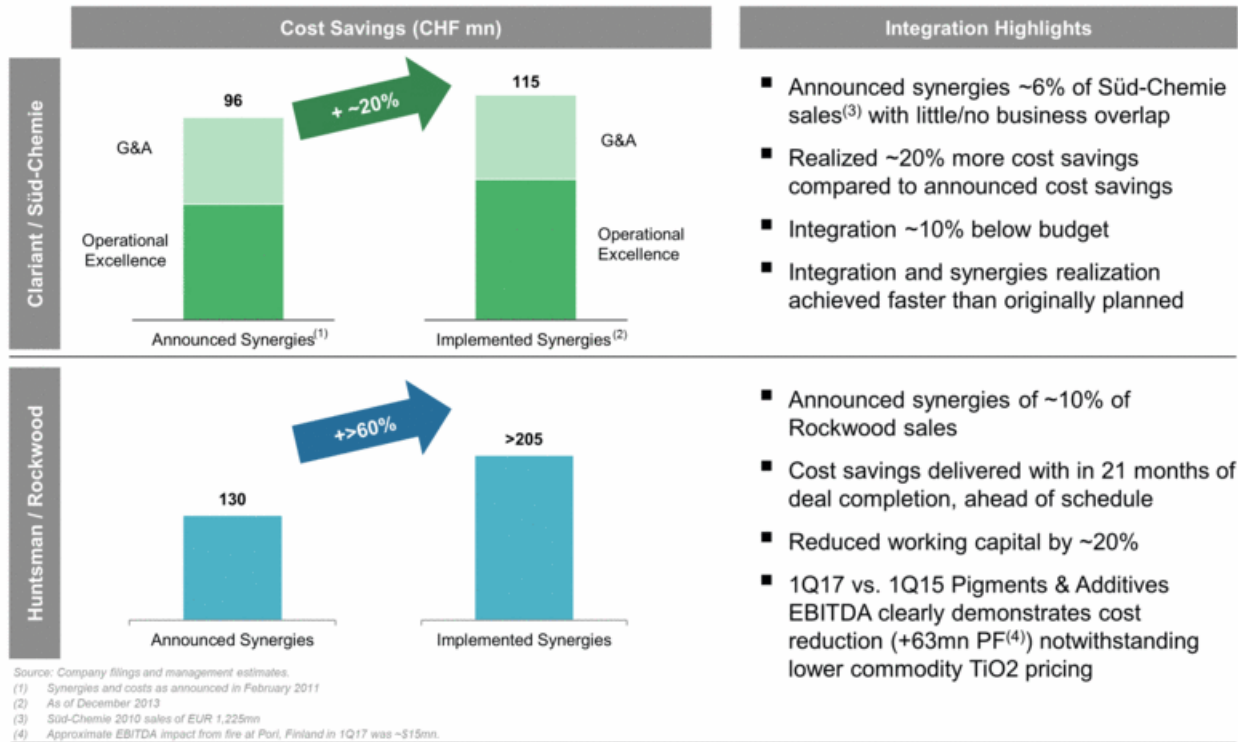 Cost Savings (CHF mn)
Integration Highlights
Clariant / Süd-Chemie
96
+ ~20%
115
G&A
G&A
Operational
Excellence
Operational
Excellence
Announced Synergies(1)
Implemented Synergies(2)
■ Announced synergies ~6% of Süd-Chemie
sales(3) with little/no business overlap
■ Realized ~20% more cost savings
compared to announced cost savings
■ Integration ~10% below budget
■ Integration and synergies realization
achieved faster than originally planned
Huntsman / Rockwood
130
+>60%
>205
Announced Synergies
Implemented Synergies
■ Announced synergies of ~10% of
Rockwood sales
■ Cost savings delivered with in 21 months of
deal completion, ahead of schedule
■ Reduced working capital by ~20%
■ 1Q17 vs. 1Q15 Pigments & Additives
EBITDA clearly demonstrates cost
reduction (+63mn PF(4)) notwithstanding
lower commodity TiO2 pricing
Source: Company filings and management estimates.
(1) Synergies and costs as announced in February 2011
(2) As of December 2013
(3) Süd-Chemie 2010 sales of EUR 1,225mn
(4) Approximate EBITDA impact from fire at Pori, Finland in 1Q17 was ~$15mn.